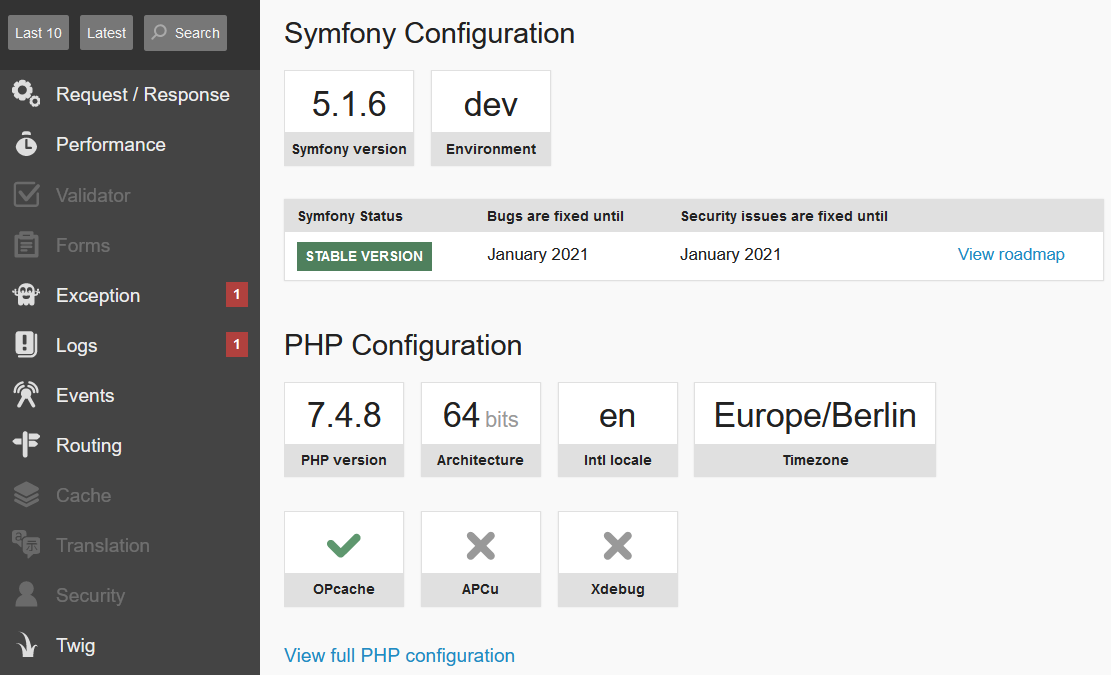 Last 10 Latest Search
Request / Response
Performance
Validator
Forms
Exception 1
Logs 1
Events
Routing
Cache
Translation
Security
Twig
Symfony Configuration
5.1.6 dev
Symfony version Environment
Symfony Status Bugs are fixed until Security issues are fixed until
STABLE VERSION January 2021 January 2021 View roadmap
PHP Configuration
7.4.8 64 bits en Europe/Berlin
PHP version Architecture Intl locale Timezone
OPcache APCu Xdebug
View full PHP configuration